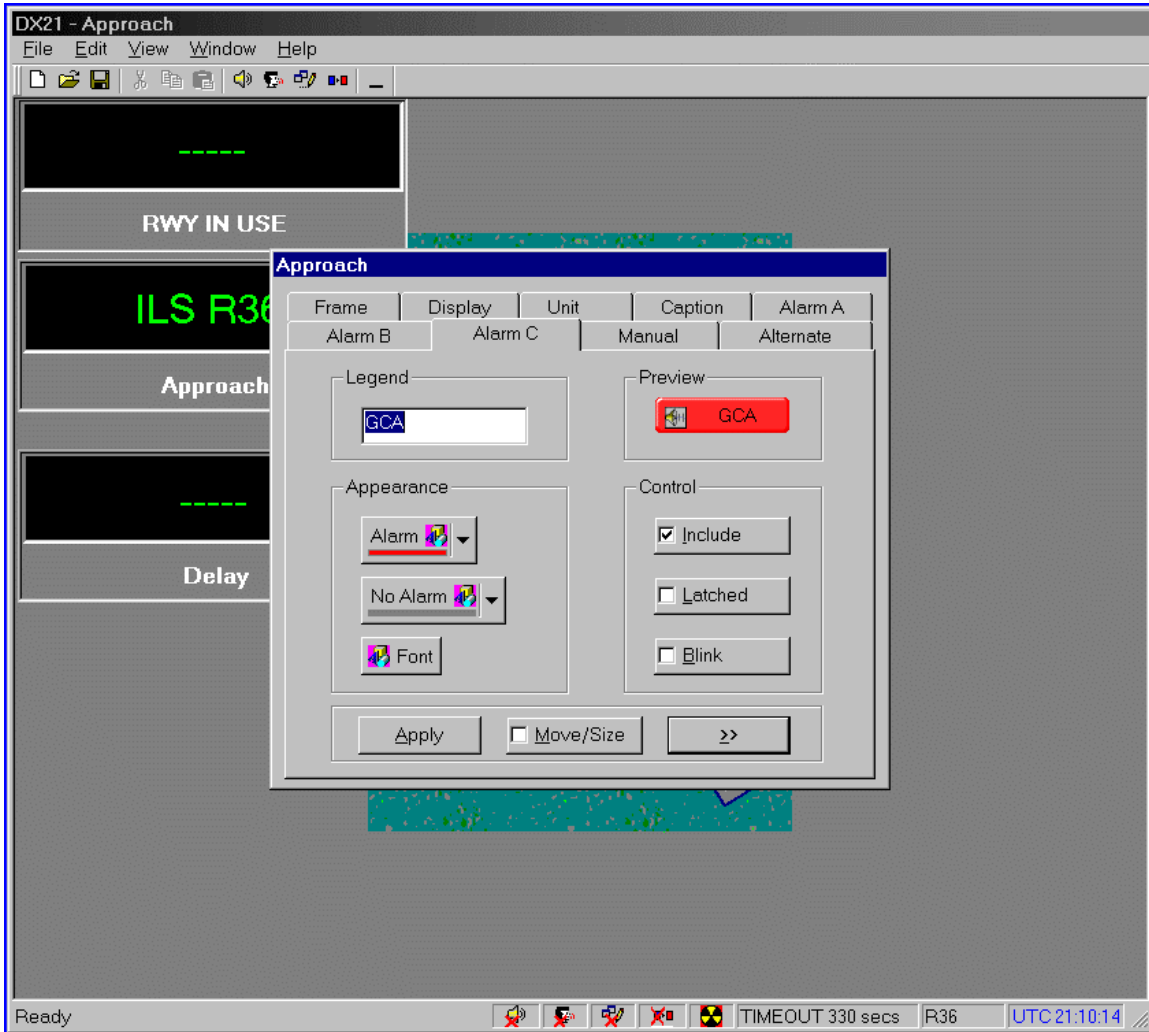 DX21 - Approach
File Edit View Window Help
-----
RWY IN USE
ILS R36
Approach
-----
Delay
Approach
Frame Display Unit Caption Alarm A
Alarm B Alarm C Manual Alternate
Legend
GCA
Preview
GCA
Appearance
Alarm
No Alarm
Font
Control
Include
Latched
Blink
Apply Move/Size >>
Ready TIMEOUT 330 secs R36 UTC 21:10:14